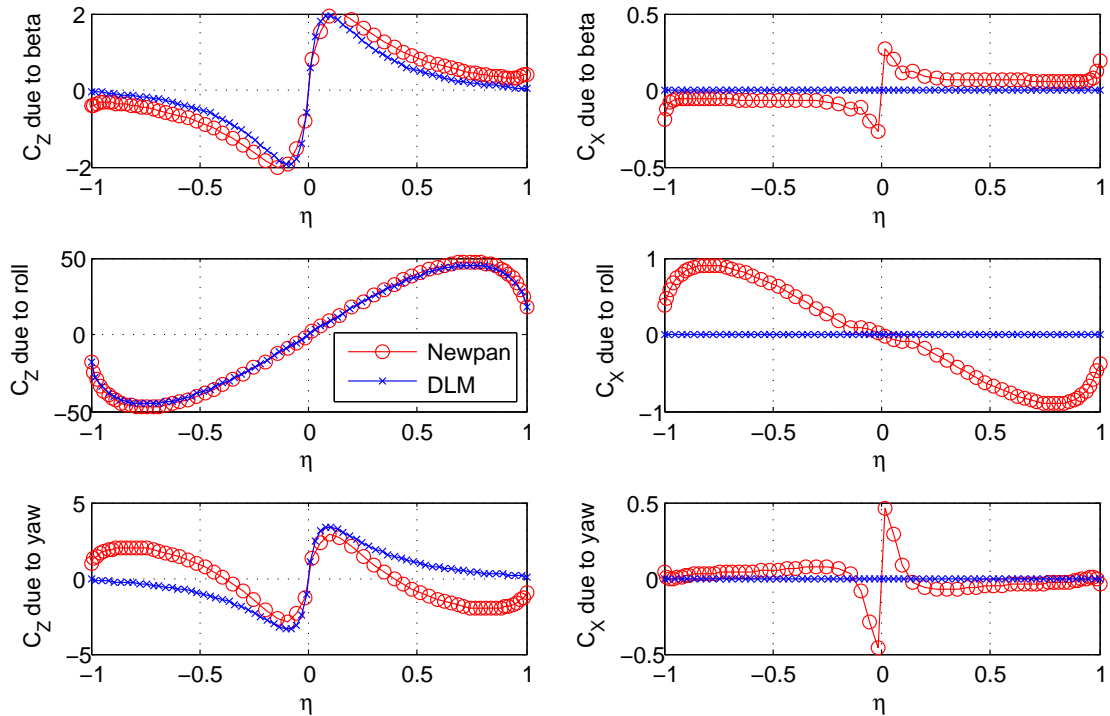 C_Z due to beta
2
0
−2
−1 −0.5 0 0.5 1
η
C_X due to beta
0.5
0
−0.5
−1 −0.5 0 0.5 1
η
C_Z due to roll
50
0
−50
−1 −0.5 0 0.5 1
η
Newpan
DLM
C_X due to roll
1
0
−1
−1 −0.5 0 0.5 1
η
C_Z due to yaw
5
0
−5
−1 −0.5 0 0.5 1
η
C_X due to yaw
0.5
0
−0.5
−1 −0.5 0 0.5 1
η